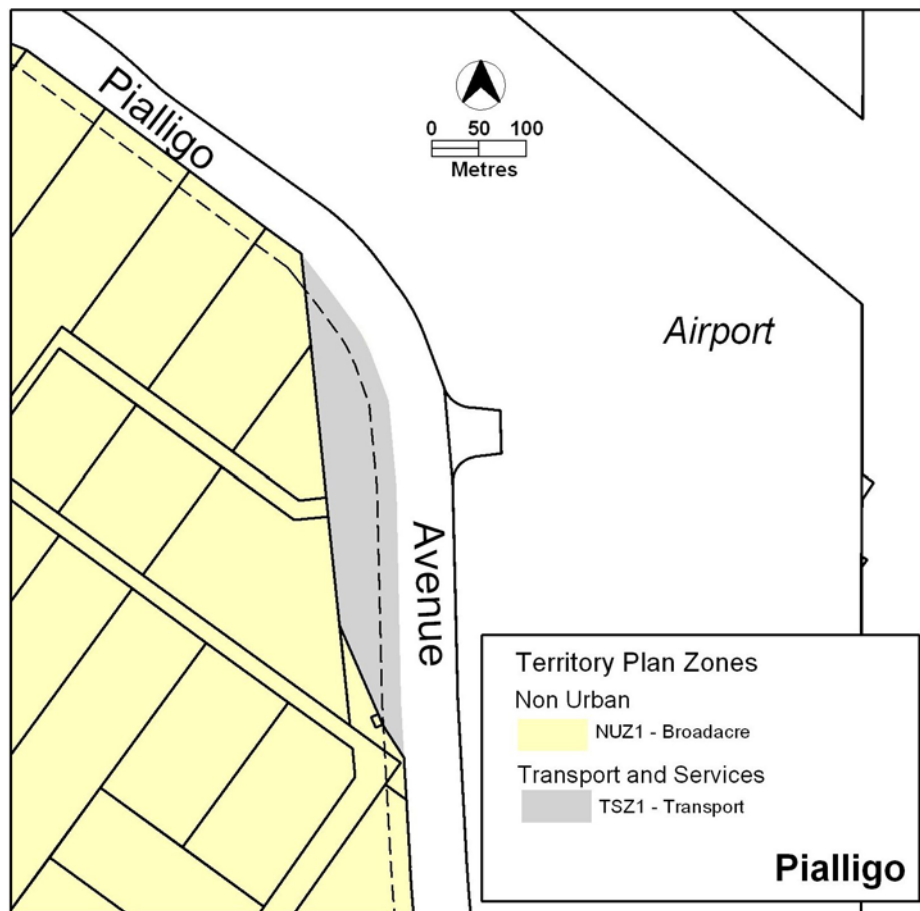 Pialligo
0 50 100
Metres
Airport
Avenue
Territory Plan Zones
Non Urban
NUZ1 - Broadacre
Transport and Services
TSZ1 - Transport
Pialligo